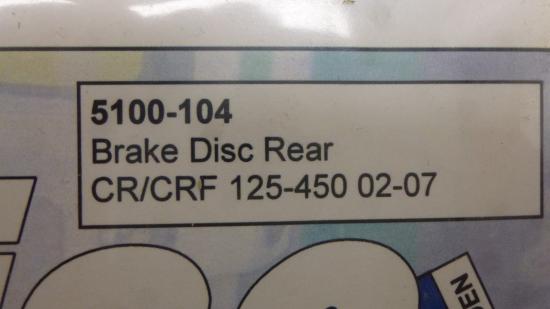 5100-104
Brake Disc Rear
CR/CRF 125-450 02-07